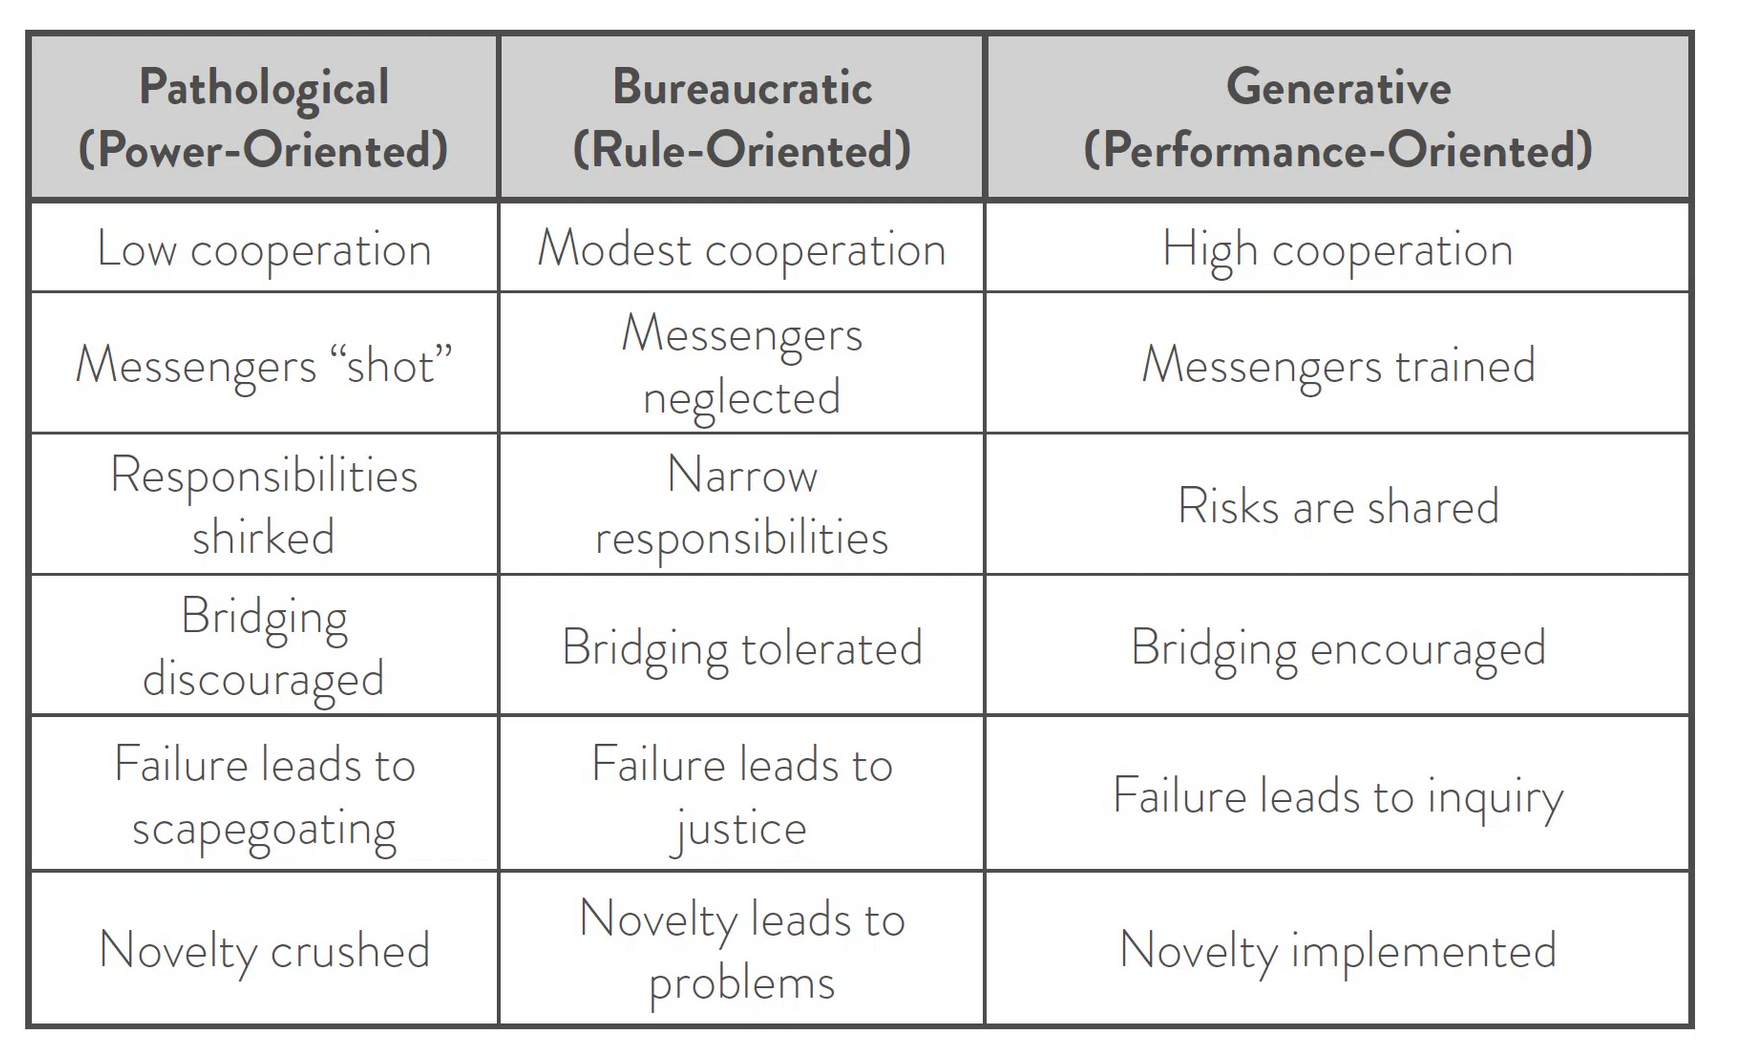 Pathological
(Power-Oriented)
Bureaucratic
(Rule-Oriented)
Generative
(Performance-Oriented)
Low cooperation
Modest cooperation
High cooperation
Messengers “shot”
Messengers
neglected
Messengers trained
Responsibilities
shirked
Narrow
responsibilities
Risks are shared
Bridging
discouraged
Bridging tolerated
Bridging encouraged
Failure leads to
scapegoating
Failure leads to
justice
Failure leads to inquiry
Novelty crushed
Novelty leads to
problems
Novelty implemented